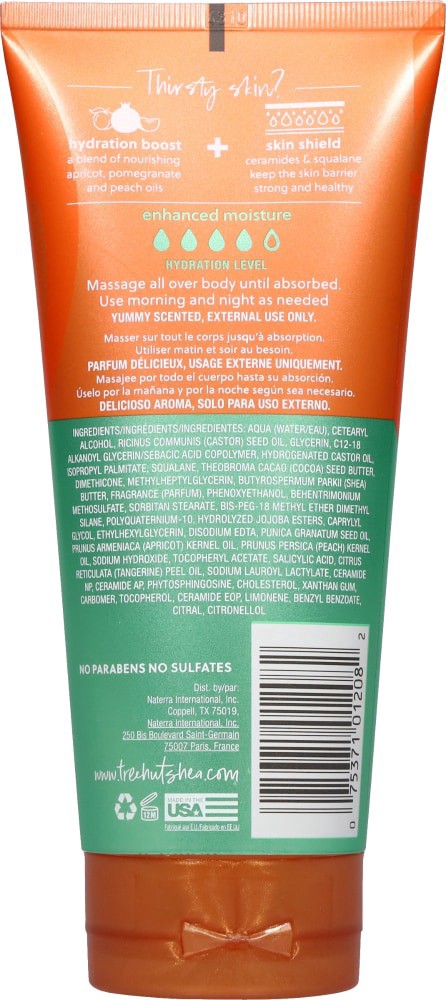 Thirsty skin?
hydration boost
a blend of nourishing
apricot, pomegranate
and peach oils
+
skin shield
ceramides & squalane
keep the skin barrier
strong and healthy
enhanced moisture
HYDRATION LEVEL
Massage all over body until absorbed.
Use morning and night as needed
YUMMY SCENTED, EXTERNAL USE ONLY.
Masser sur tout le corps jusqu'à absorption.
Utiliser matin et soir au besoin.
PARFUM DÉLICIEUX, USAGE EXTERNE UNIQUEMENT.
Masajee por todo el cuerpo hasta su absorción.
Úselo por la mañana y por la noche según sea necesario.
DELICIOSO AROMA, SOLO PARA USO EXTERNO.
INGREDIENTS/INGRÉDIENTS/INGREDIENTES: AQUA (WATER/EAU), CETEARYL
ALCOHOL, RICINUS COMMUNIS (CASTOR) SEED OIL, GLYCERIN, C12-18
ALKANOYL GLYCERIN/SEBACIC ACID COPOLYMER, HYDROGENATED CASTOR OIL,
ISOPROPYL PALMITATE, SQUALANE, THEOBROMA CACAO (COCOA) SEED BUTTER,
DIMETHICONE, METHYLHEPTYLGLYCERIN, BUTYROSPERMUM PARKII (SHEA)
BUTTER, FRAGRANCE (PARFUM), PHENOXYETHANOL, BEHENTRIMONIUM
METHOSULFATE, SORBITAN STEARATE, BIS-PEG-18 METHYL ETHER DIMETHYL
SILANE, POLYQUATERNIUM-10, HYDROLYZED JOJOBA ESTERS, CAPRYLYL
GLYCOL, ETHYLHEXYLGLYCERIN, DISODIUM EDTA, PUNICA GRANATUM SEED OIL,
PRUNUS ARMENIACA (APRICOT) KERNEL OIL, PRUNUS PERSICA (PEACH) KERNEL
OIL, SODIUM HYDROXIDE, TOCOPHERYL ACETATE, SALICYLIC ACID, CITRUS
RETICULATA (TANGERINE) PEEL OIL, SODIUM LAUROYL LACTYLATE, CERAMIDE
NP, CERAMIDE AP, PHYTOSPHINGOSINE, CHOLESTEROL, XANTHAN GUM,
CARBOMER, TOCOPHEROL, CERAMIDE EOP, LIMONENE, BENZYL BENZOATE,
CITRAL, CITRONELLOL
NO PARABENS NO SULFATES
Dist. by/par:
Naterra International, Inc.
Coppell, TX 75019,
Naterra International, Inc.
250 Bis Boulevard Saint-Germain
75007 Paris, France
www.treehutshea.com
12M
MADE IN THE
USA
Fabriqué aux E.U./Fabricado en EE.UU
0 75371 01208 2